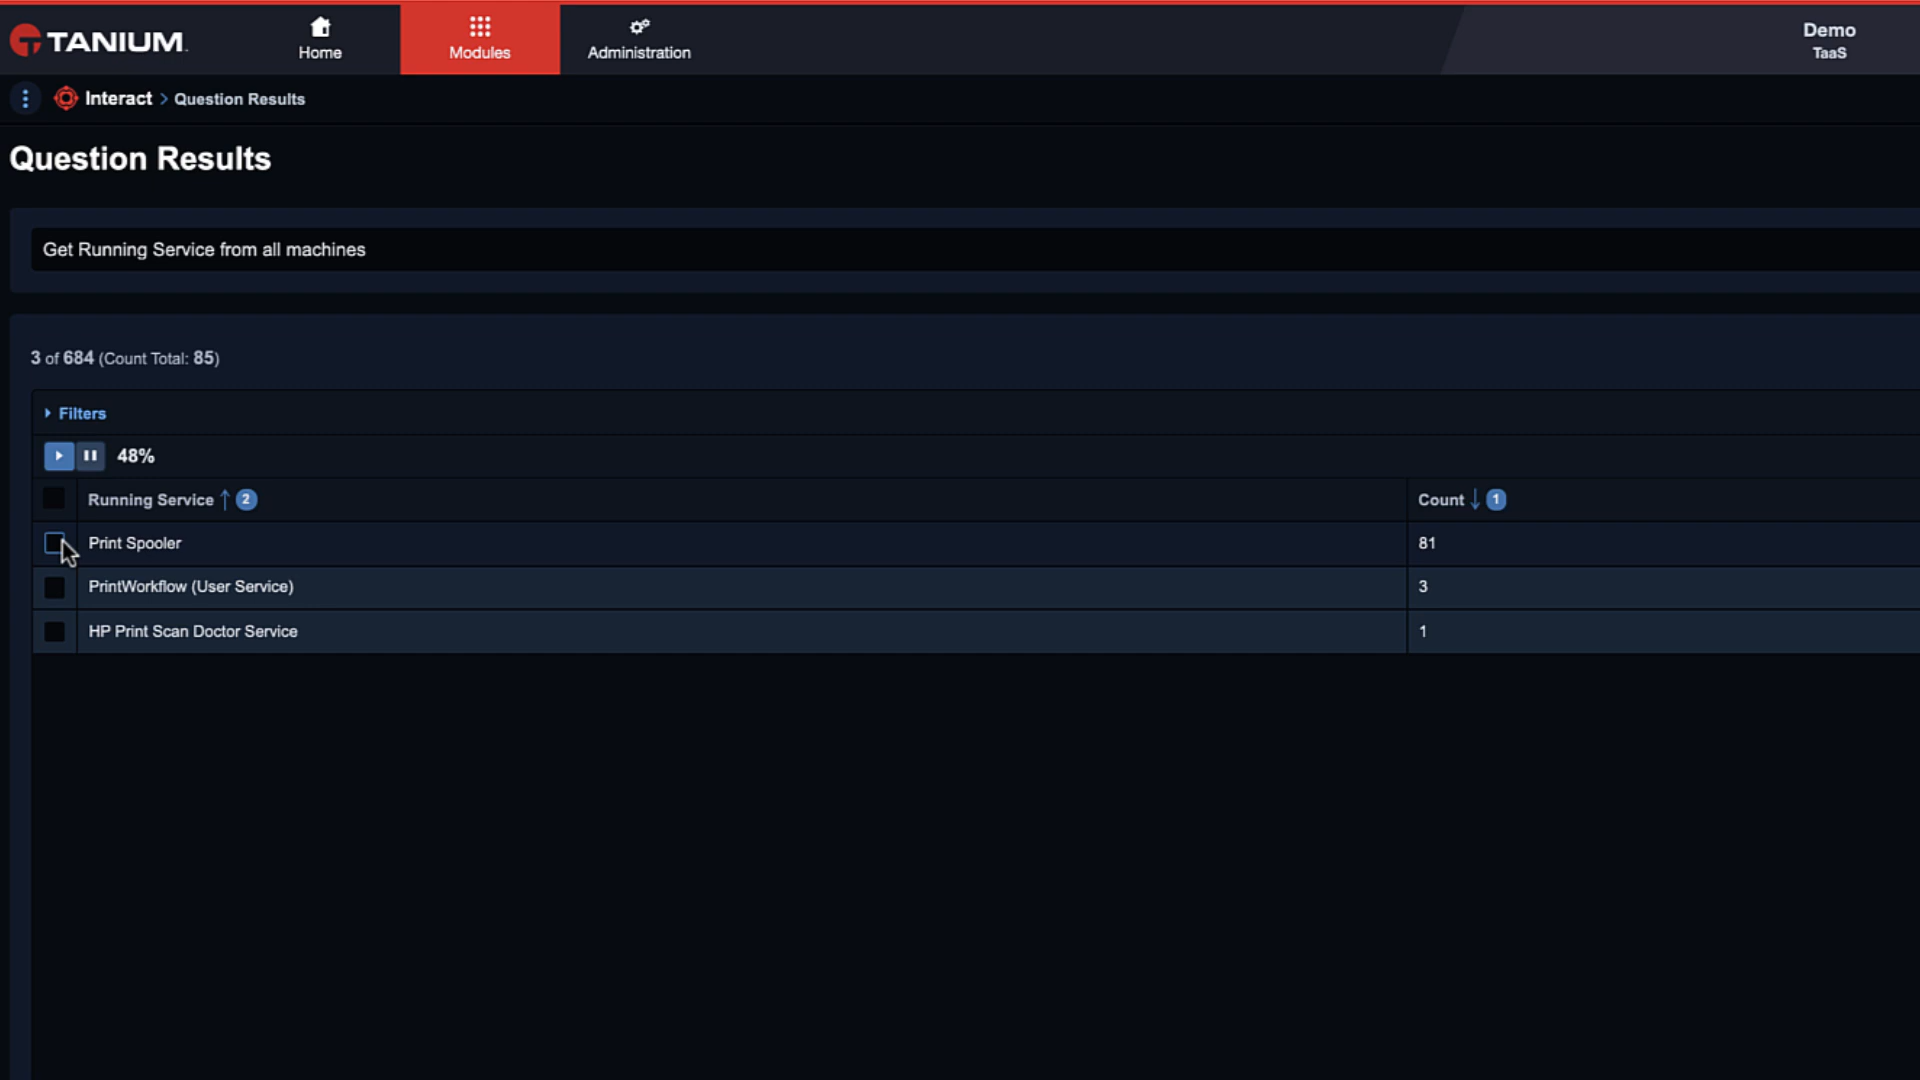 TANIUM.
Home
Modules
Administration
Demo
TaaS
Interact > Question Results
Question Results
Get Running Service from all machines
3 of 684 (Count Total: 85)
Filters
48%
Running Service ↑ 2
Count ↓ 1
Print Spooler
81
PrintWorkflow (User Service)
3
HP Print Scan Doctor Service
1